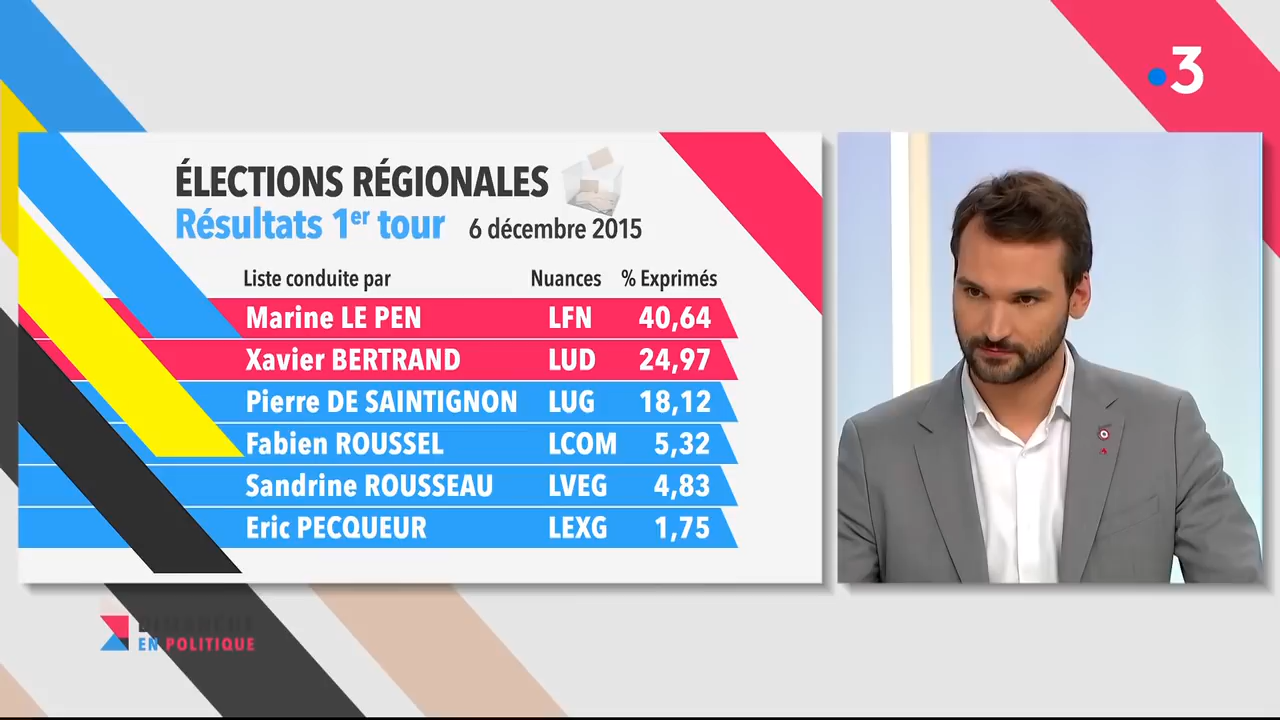 3
ÉLECTIONS RÉGIONALES
Résultats 1er tour 6 décembre 2015
Liste conduite par Nuances % Exprimés
Marine LE PEN LFN 40,64
Xavier BERTRAND LUD 24,97
Pierre DE SAINTIGNON LUG 18,12
Fabien ROUSSEL LCOM 5,32
Sandrine ROUSSEAU LVEG 4,83
Eric PECQUEUR LEXG 1,75
DIMANCHE
EN POLITIQUE